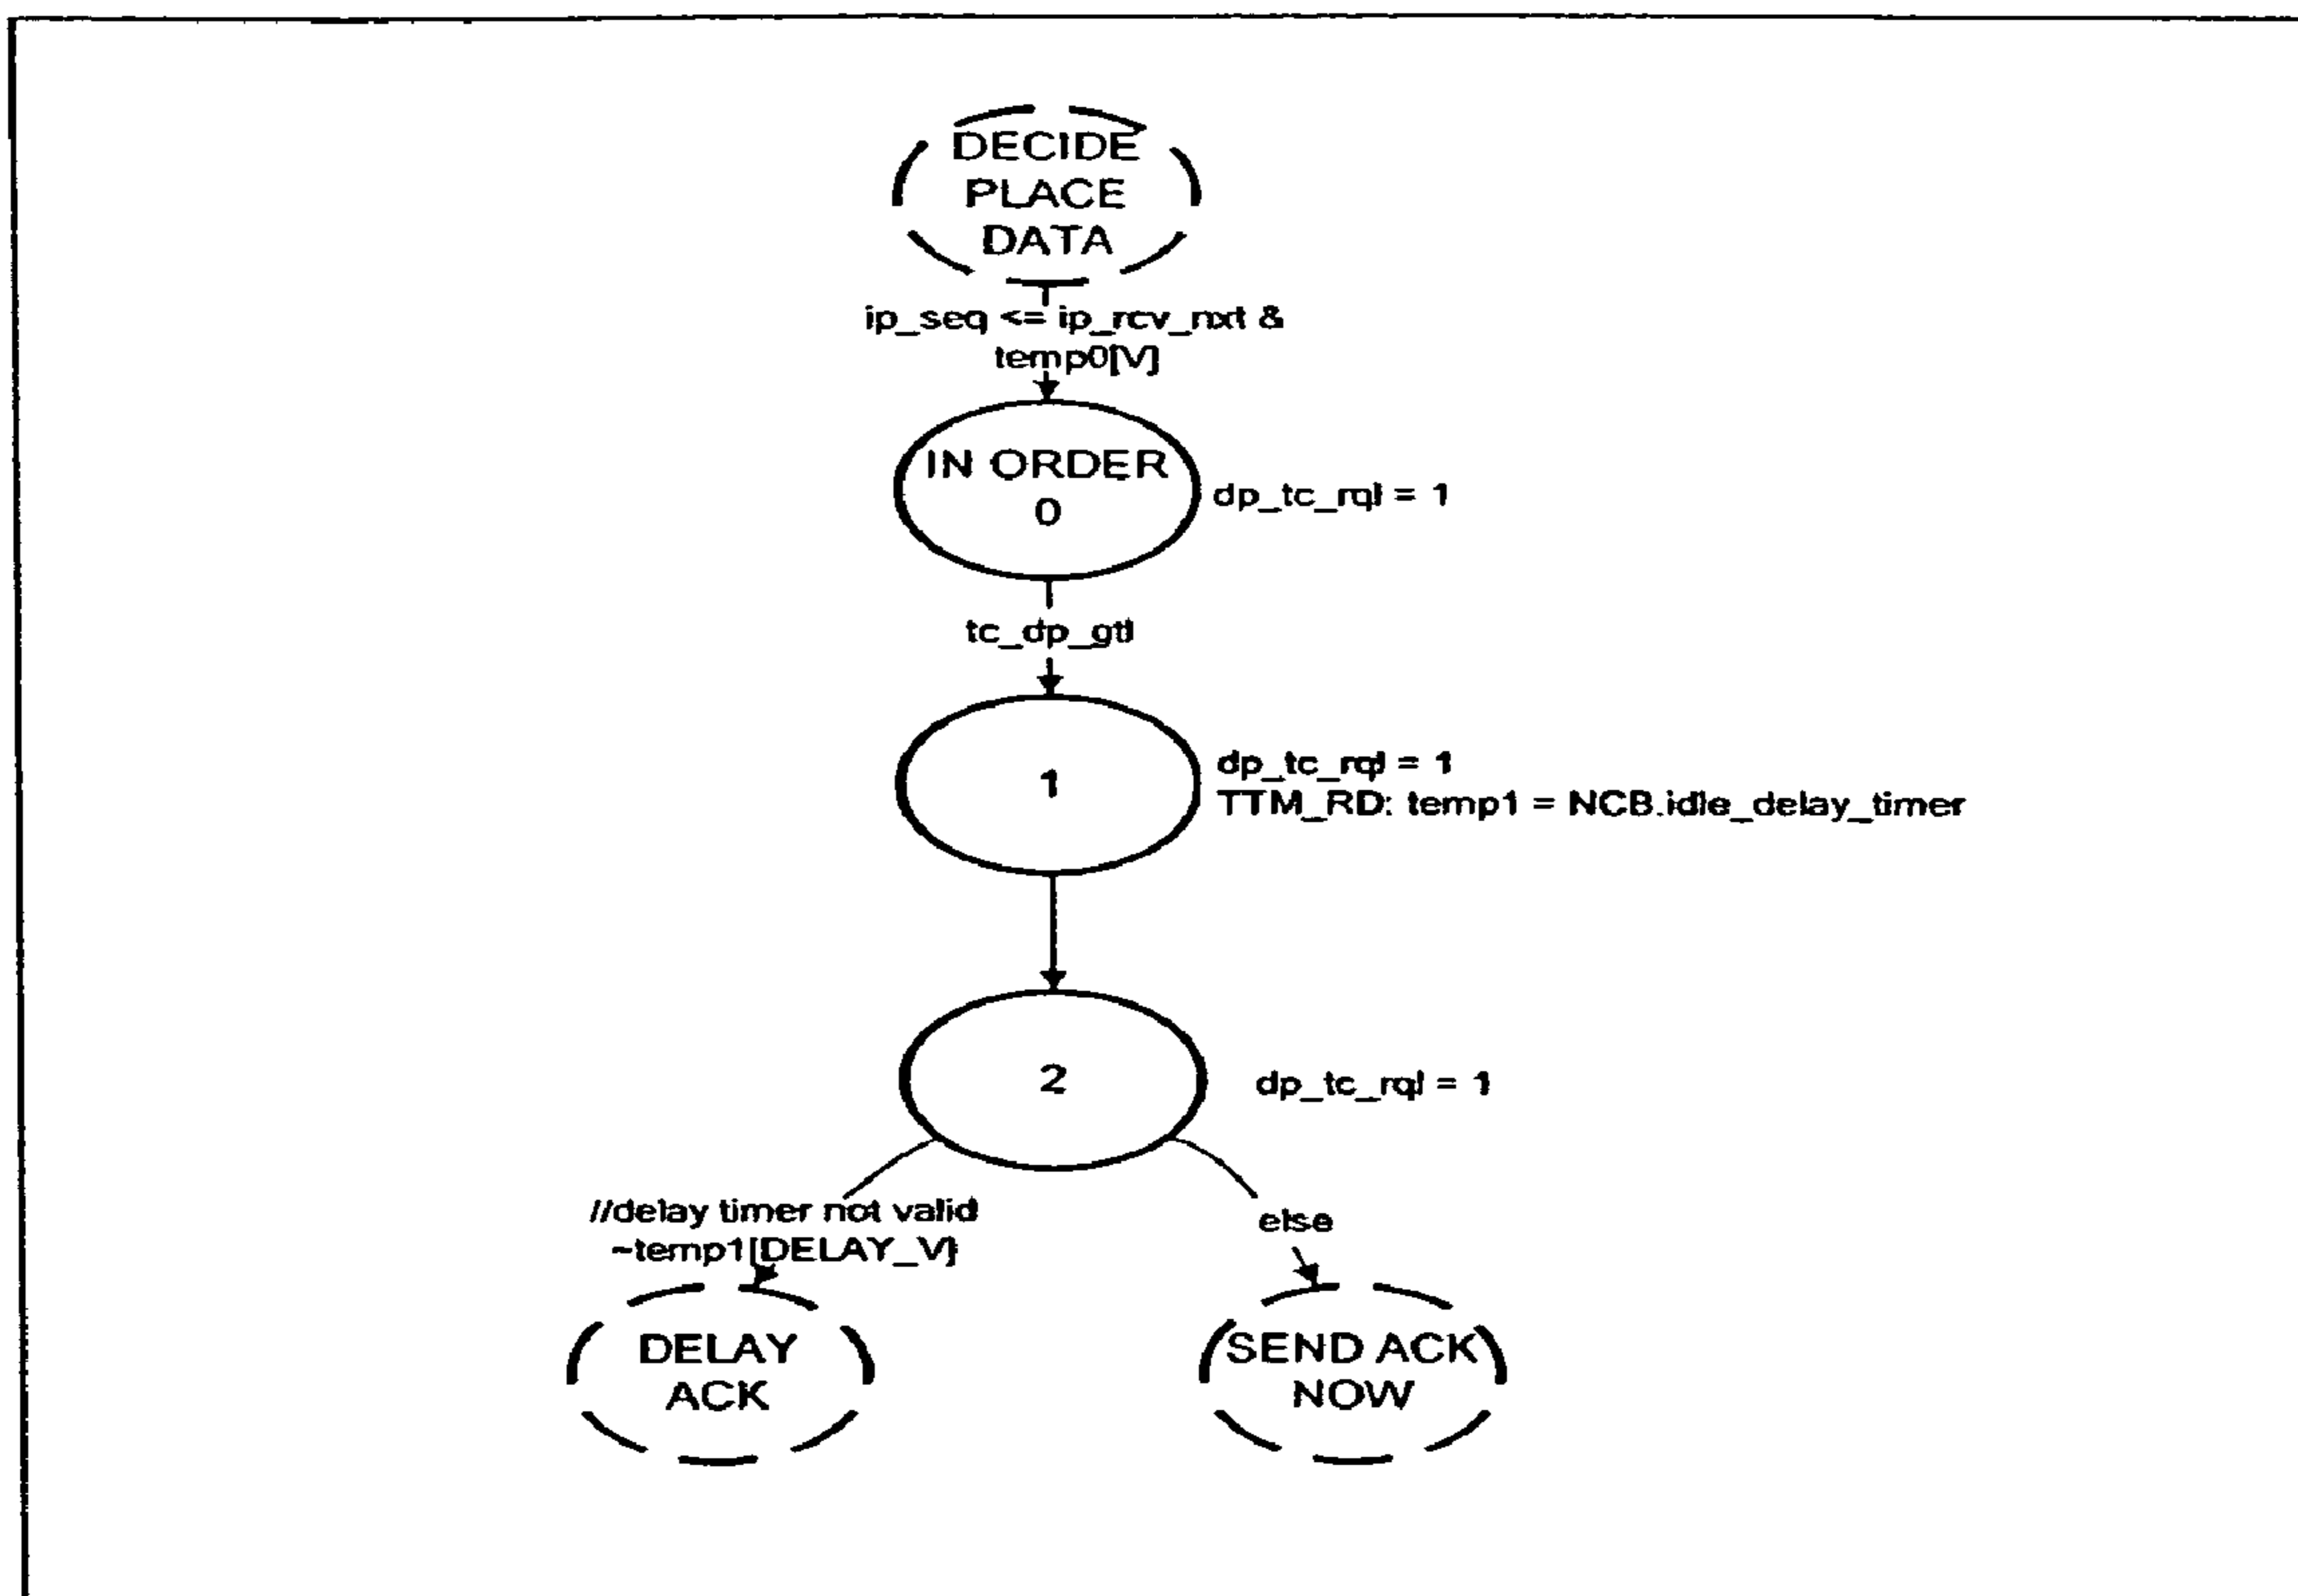 DECIDE
PLACE
DATA
ip_seq <= ip_rcv_nxt &
temp0[V]
IN ORDER
0
dp_tc_rql = 1
tc_dp_gtl
1
dp_tc_rql = 1
TTM_RD: temp1 = NCB.idle_delay_timer
2
dp_tc_rql = 1
//delay timer not valid
~temp1[DELAY_V]
else
DELAY
ACK
SEND ACK
NOW